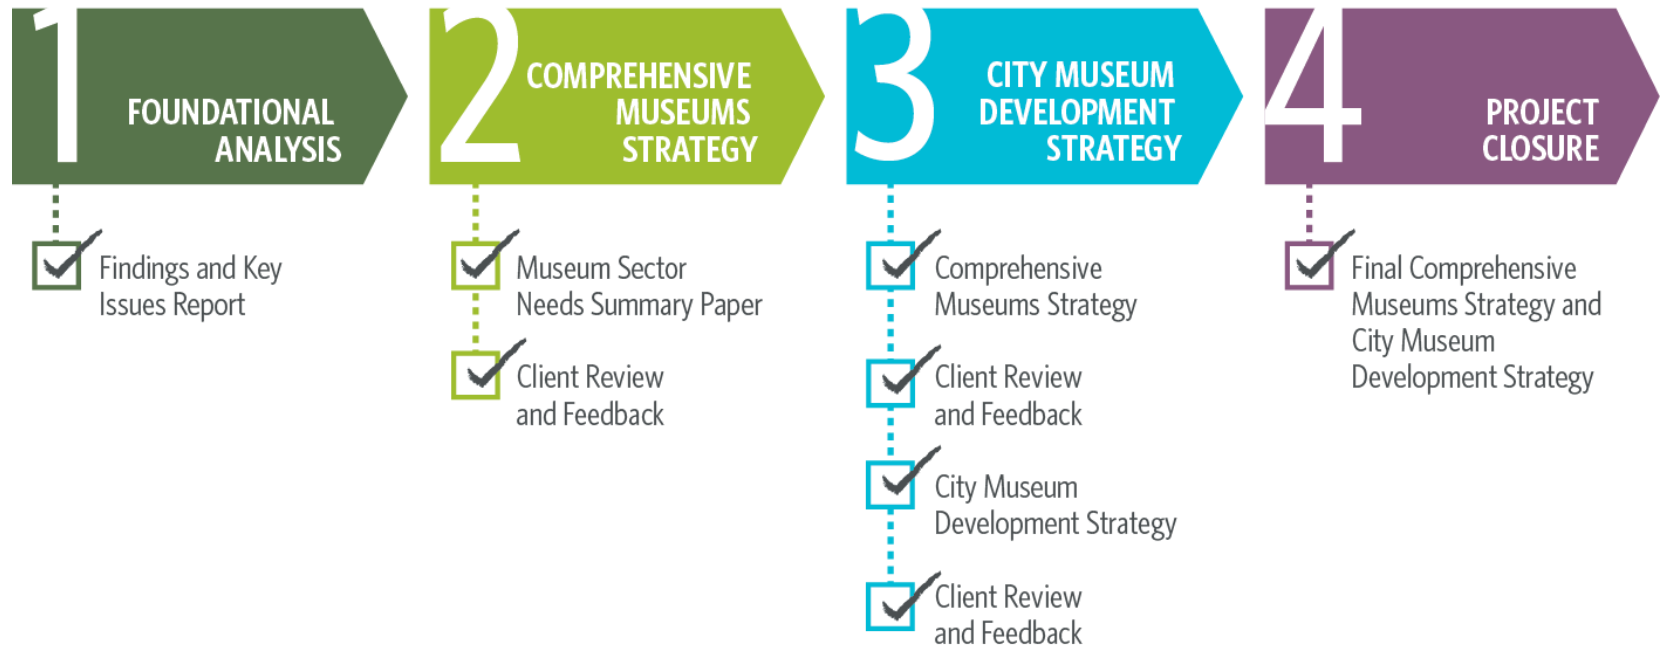 1
FOUNDATIONAL
ANALYSIS
Findings and Key
Issues Report
2
COMPREHENSIVE
MUSEUMS
STRATEGY
Museum Sector
Needs Summary Paper
Client Review
and Feedback
3
CITY MUSEUM
DEVELOPMENT
STRATEGY
Comprehensive
Museums Strategy
Client Review
and Feedback
City Museum
Development Strategy
Client Review
and Feedback
4
PROJECT
CLOSURE
Final Comprehensive
Museums Strategy and
City Museum
Development Strategy